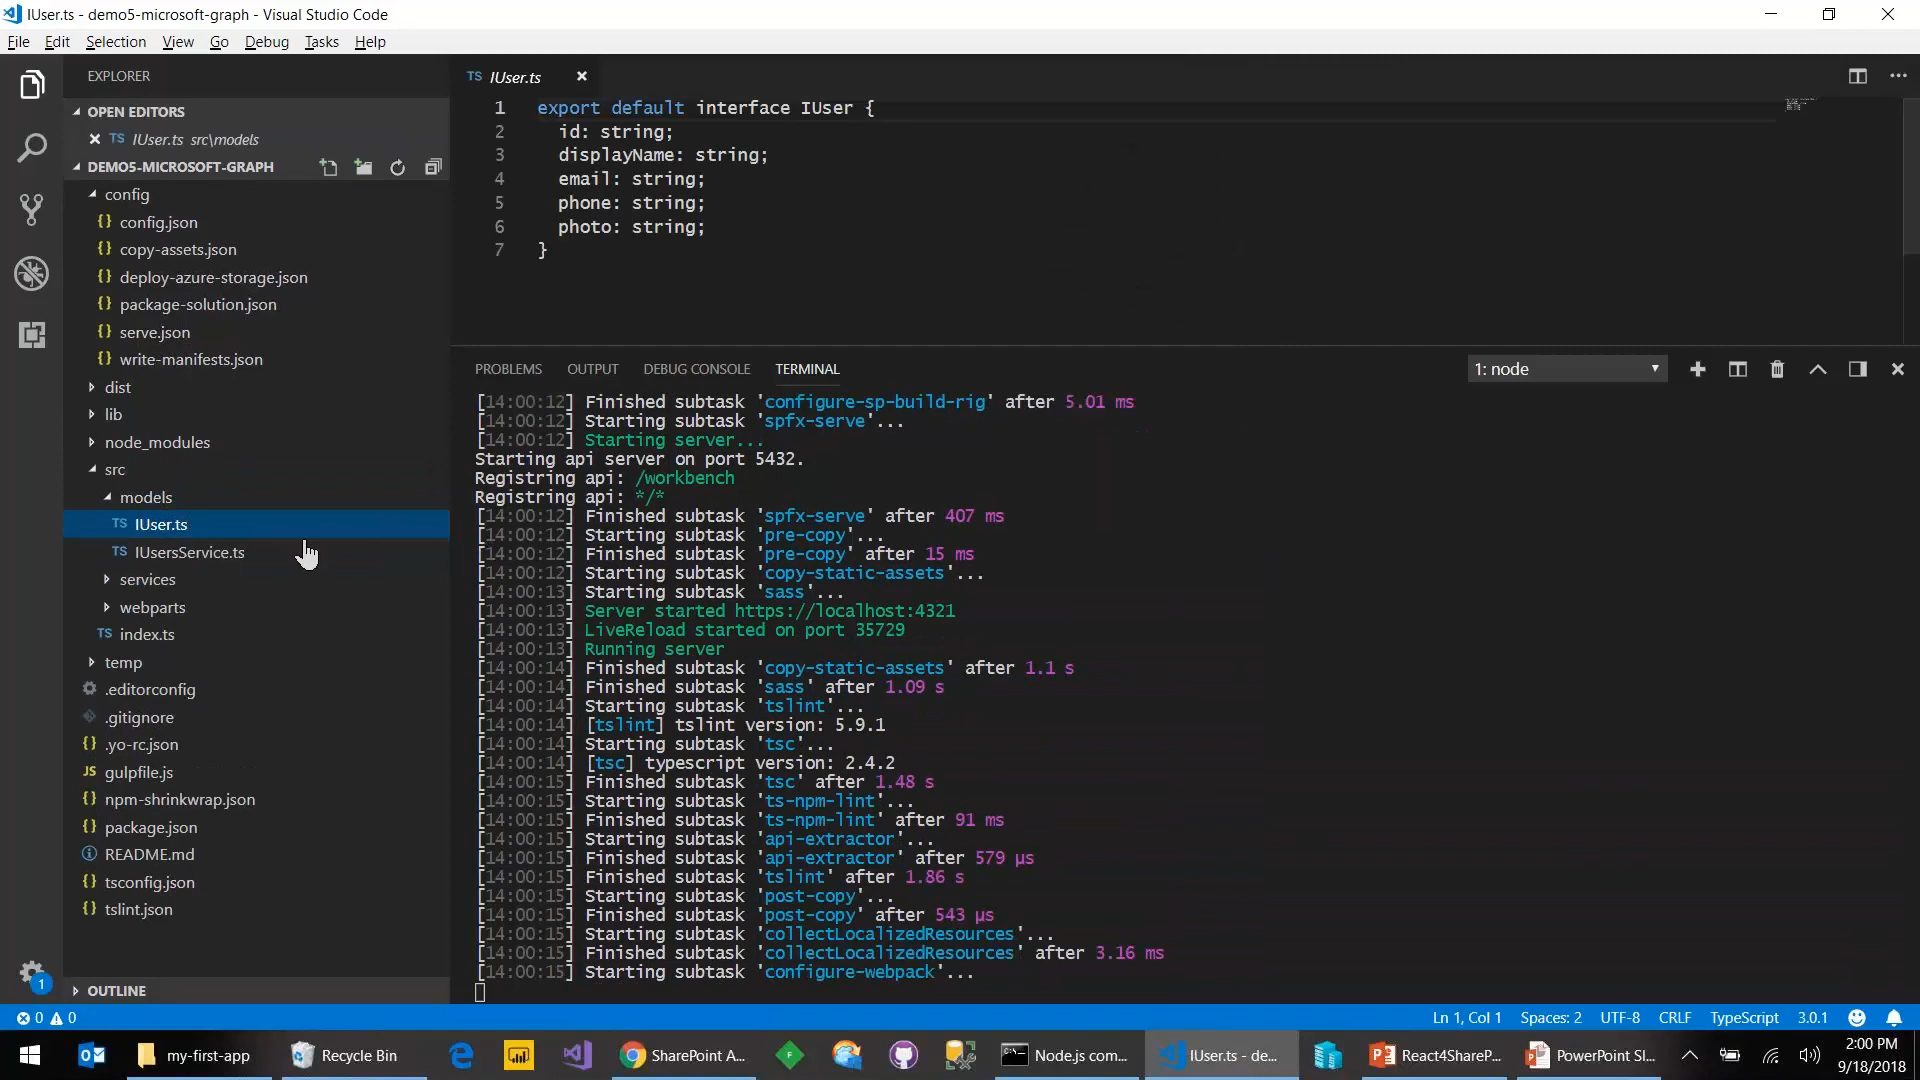 IUser.ts - demo5-microsoft-graph - Visual Studio Code
File Edit Selection View Go Debug Tasks Help
EXPLORER
OPEN EDITORS
TS IUser.ts src\models
DEMO5-MICROSOFT-GRAPH
config
{} config.json
{} copy-assets.json
{} deploy-azure-storage.json
{} package-solution.json
{} serve.json
{} write-manifests.json
dist
lib
node_modules
src
models
TS IUser.ts
TS IUsersService.ts
services
webparts
TS index.ts
temp
.editorconfig
.gitignore
{} .yo-rc.json
JS gulpfile.js
{} npm-shrinkwrap.json
{} package.json
README.md
{} tsconfig.json
{} tslint.json
OUTLINE
1
TS IUser.ts
1 export default interface IUser {
2 id: string;
3 displayName: string;
4 email: string;
5 phone: string;
6 photo: string;
7 }
PROBLEMS OUTPUT DEBUG CONSOLE TERMINAL 1: node
[14:00:12] Finished subtask 'configure-sp-build-rig' after 5.01 ms
[14:00:12] Starting subtask 'spfx-serve'...
[14:00:12] Starting server...
Starting api server on port 5432.
Registring api: /workbench
Registring api: */*
[14:00:12] Finished subtask 'spfx-serve' after 407 ms
[14:00:12] Starting subtask 'pre-copy'...
[14:00:12] Finished subtask 'pre-copy' after 15 ms
[14:00:12] Starting subtask 'copy-static-assets'...
[14:00:13] Starting subtask 'sass'...
[14:00:13] Server started https://localhost:4321
[14:00:13] LiveReload started on port 35729
[14:00:13] Running server
[14:00:14] Finished subtask 'copy-static-assets' after 1.1 s
[14:00:14] Finished subtask 'sass' after 1.09 s
[14:00:14] Starting subtask 'tslint'...
[14:00:14] [tslint] tslint version: 5.9.1
[14:00:14] Starting subtask 'tsc'...
[14:00:14] [tsc] typescript version: 2.4.2
[14:00:15] Finished subtask 'tsc' after 1.48 s
[14:00:15] Starting subtask 'ts-npm-lint'...
[14:00:15] Finished subtask 'ts-npm-lint' after 91 ms
[14:00:15] Starting subtask 'api-extractor'...
[14:00:15] Finished subtask 'api-extractor' after 579 μs
[14:00:15] Finished subtask 'tslint' after 1.86 s
[14:00:15] Starting subtask 'post-copy'...
[14:00:15] Finished subtask 'post-copy' after 543 μs
[14:00:15] Starting subtask 'collectLocalizedResources'...
[14:00:15] Finished subtask 'collectLocalizedResources' after 3.16 ms
[14:00:15] Starting subtask 'configure-webpack'...
0 0 Ln 1, Col 1 Spaces: 2 UTF-8 CRLF TypeScript 3.0.1
my-first-app Recycle Bin SharePoint A... Node.js com... IUser.ts - de... React4ShareP... PowerPoint Sl... 2:00 PM
9/18/2018